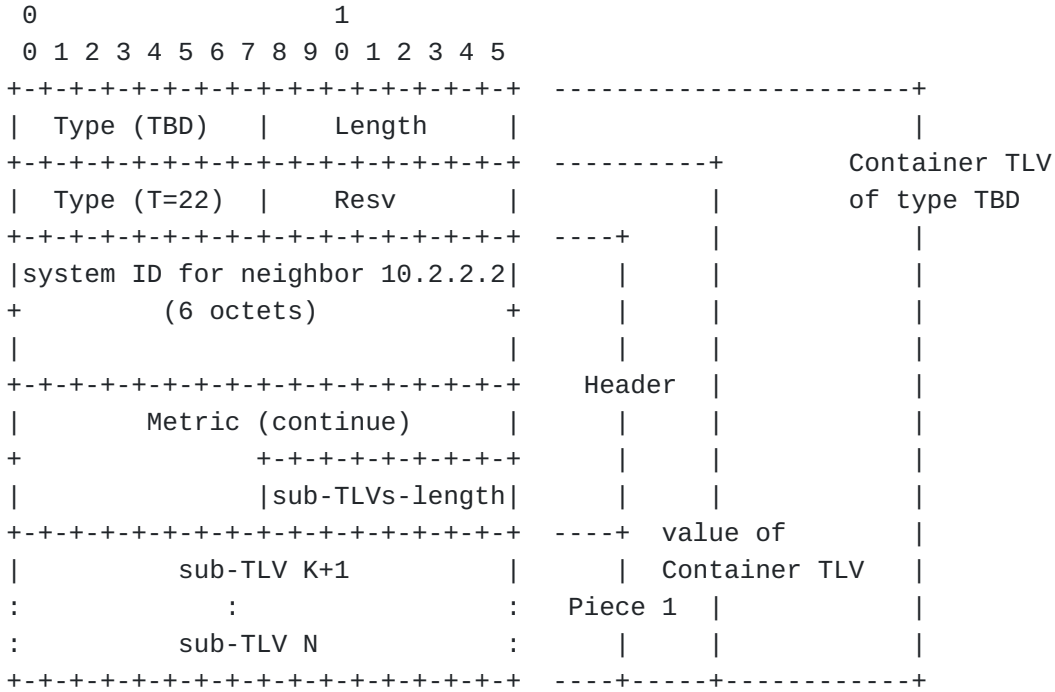 0                   1
 0 1 2 3 4 5 6 7 8 9 0 1 2 3 4 5
+-+-+-+-+-+-+-+-+-+-+-+-+-+-+-+-+  -----------------------+
|  Type (TBD)   |    Length     |                         |
+-+-+-+-+-+-+-+-+-+-+-+-+-+-+-+-+  ----------+        Container TLV
|  Type (T=22)  |    Resv       |            |        of type TBD
+-+-+-+-+-+-+-+-+-+-+-+-+-+-+-+-+  ----+     |            |
|system ID for neighbor 10.2.2.2|      |     |            |
+         (6 octets)            +      |     |            |
|                               |      |     |            |
+-+-+-+-+-+-+-+-+-+-+-+-+-+-+-+-+    Header  |            |
|        Metric (continue)      |      |     |            |
+               +-+-+-+-+-+-+-+-+      |     |            |
|               |sub-TLVs-length|      |     |            |
+-+-+-+-+-+-+-+-+-+-+-+-+-+-+-+-+  ----+  value of        |
|          sub-TLV K+1          |      |  Container TLV   |
:             :                 :   Piece 1  |            |
:          sub-TLV N            :      |     |            |
+-+-+-+-+-+-+-+-+-+-+-+-+-+-+-+-+  ----+-----+------------+